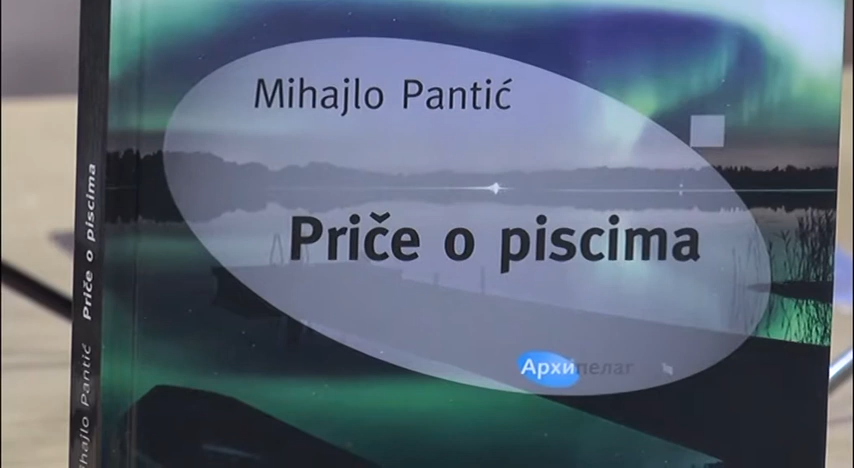 Mihajlo Pantić
Priče o piscima
Архипелаг
Mihajlo Pantić Priče o piscima